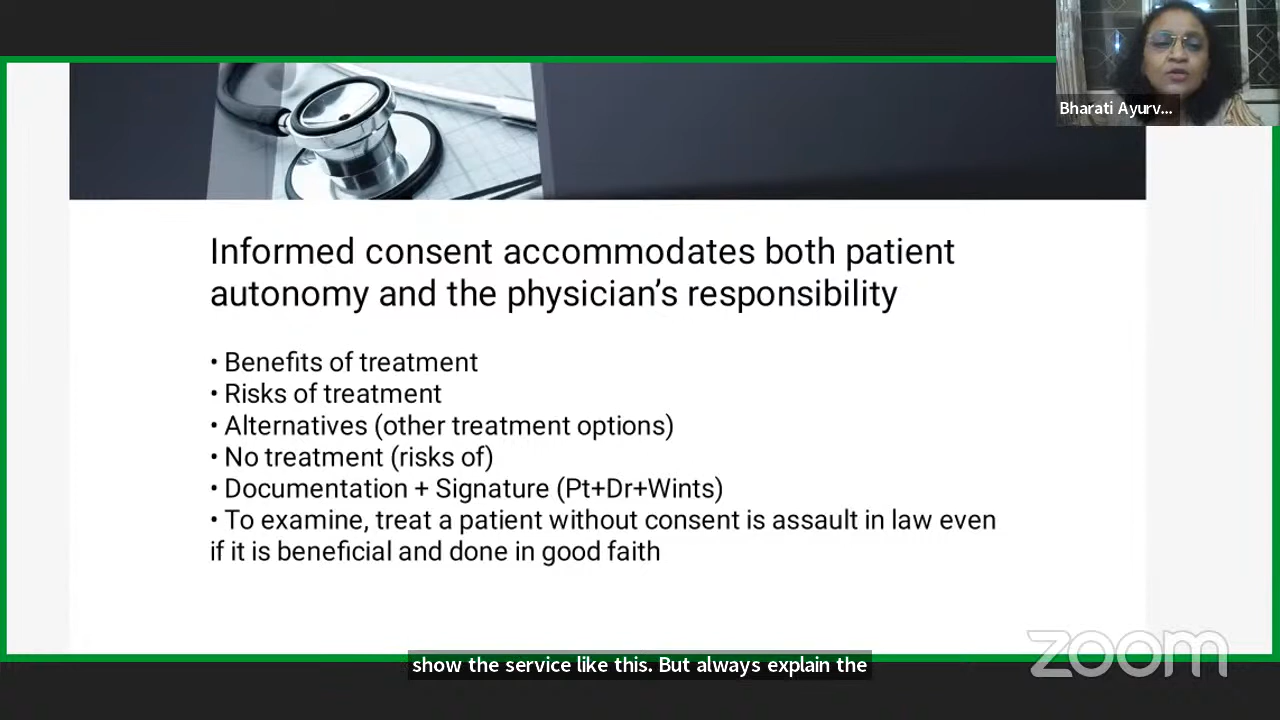 Bharati Ayurv...
Informed consent accommodates both patient
autonomy and the physician’s responsibility
• Benefits of treatment
• Risks of treatment
• Alternatives (other treatment options)
• No treatment (risks of)
• Documentation + Signature (Pt+Dr+Wints)
• To examine, treat a patient without consent is assault in law even
if it is beneficial and done in good faith
zoom
show the service like this. But always explain the